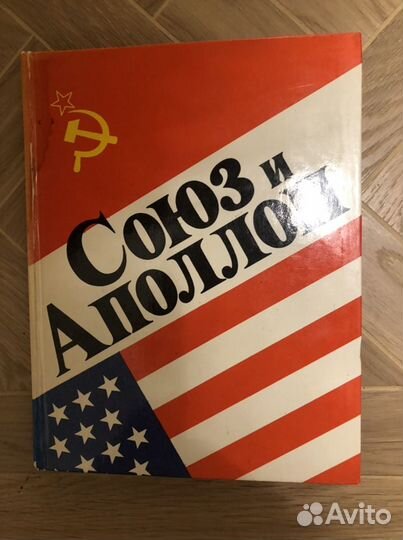 Союз и
Аполлон
Avito